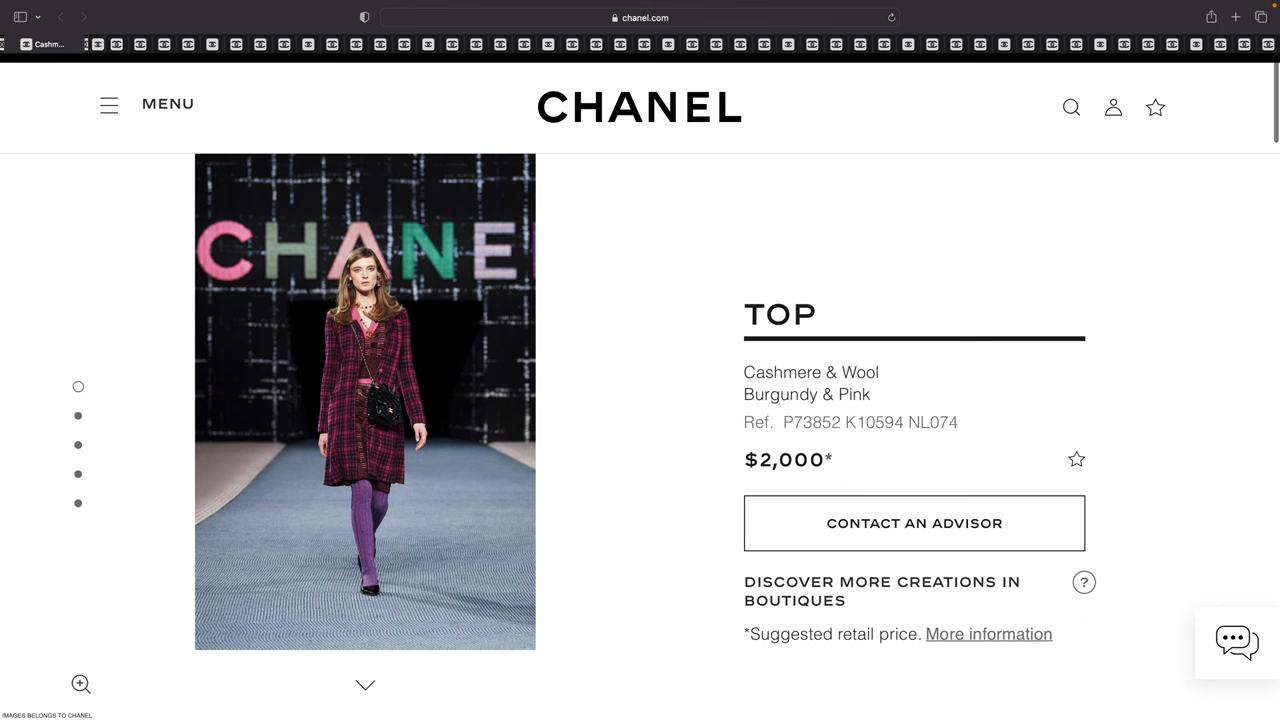 chanel.com
Cashm...
MENU
CHANEL
CHANE
TOP
Cashmere & Wool
Burgundy & Pink
Ref. P73852 K10594 NL074
$2,000*
CONTACT AN ADVISOR
DISCOVER MORE CREATIONS IN
BOUTIQUES
?
*Suggested retail price. More information
IMAGES BELONGS TO CHANEL